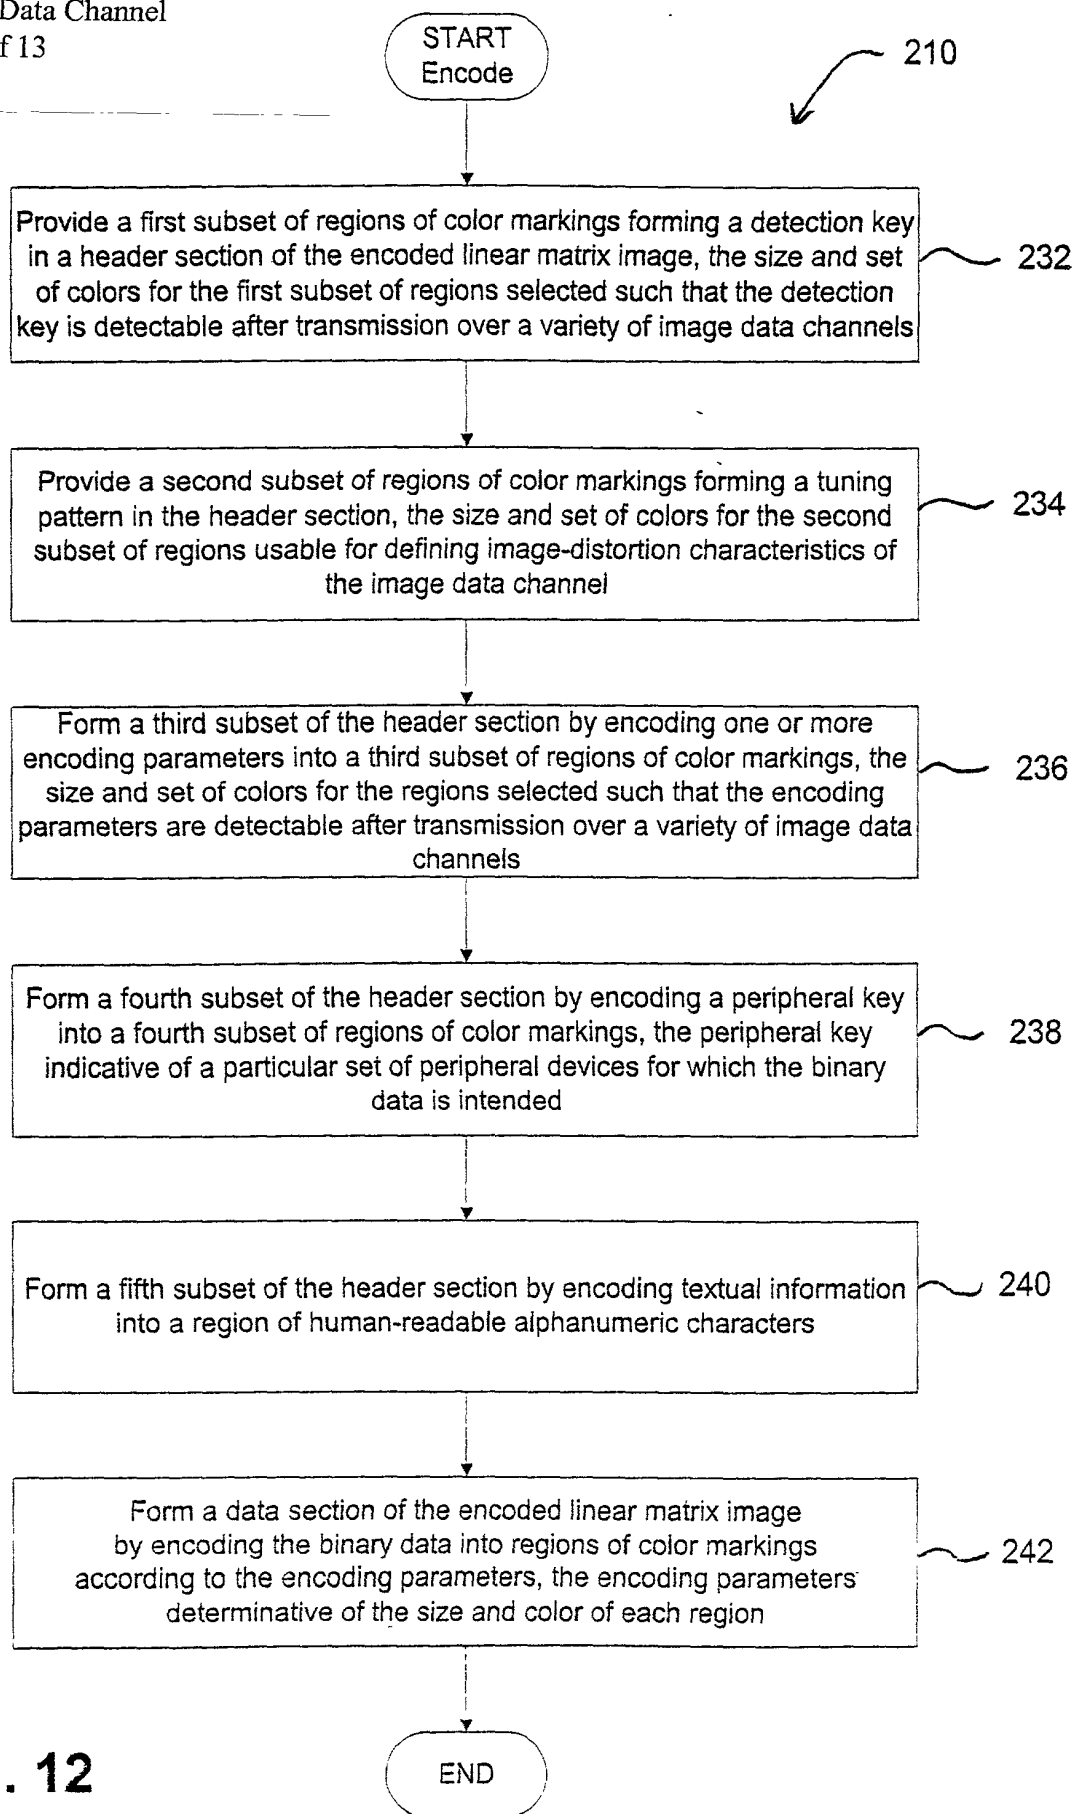 Data Channel
f 13
START
Encode
210
Provide a first subset of regions of color markings forming a detection key
in a header section of the encoded linear matrix image, the size and set
of colors for the first subset of regions selected such that the detection
key is detectable after transmission over a variety of image data channels
232
Provide a second subset of regions of color markings forming a tuning
pattern in the header section, the size and set of colors for the second
subset of regions usable for defining image-distortion characteristics of
the image data channel
234
Form a third subset of the header section by encoding one or more
encoding parameters into a third subset of regions of color markings, the
size and set of colors for the regions selected such that the encoding
parameters are detectable after transmission over a variety of image data
channels
236
Form a fourth subset of the header section by encoding a peripheral key
into a fourth subset of regions of color markings, the peripheral key
indicative of a particular set of peripheral devices for which the binary
data is intended
238
Form a fifth subset of the header section by encoding textual information
into a region of human-readable alphanumeric characters
240
Form a data section of the encoded linear matrix image
by encoding the binary data into regions of color markings
according to the encoding parameters, the encoding parameters
determinative of the size and color of each region
242
END
. 12